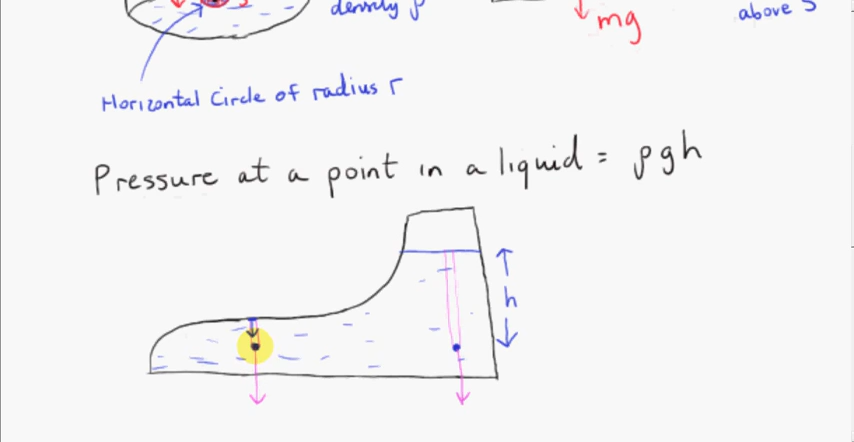 density ρ
mg
above S
Horizontal Circle of radius r
Pressure at a point in a liquid = ρgh
h